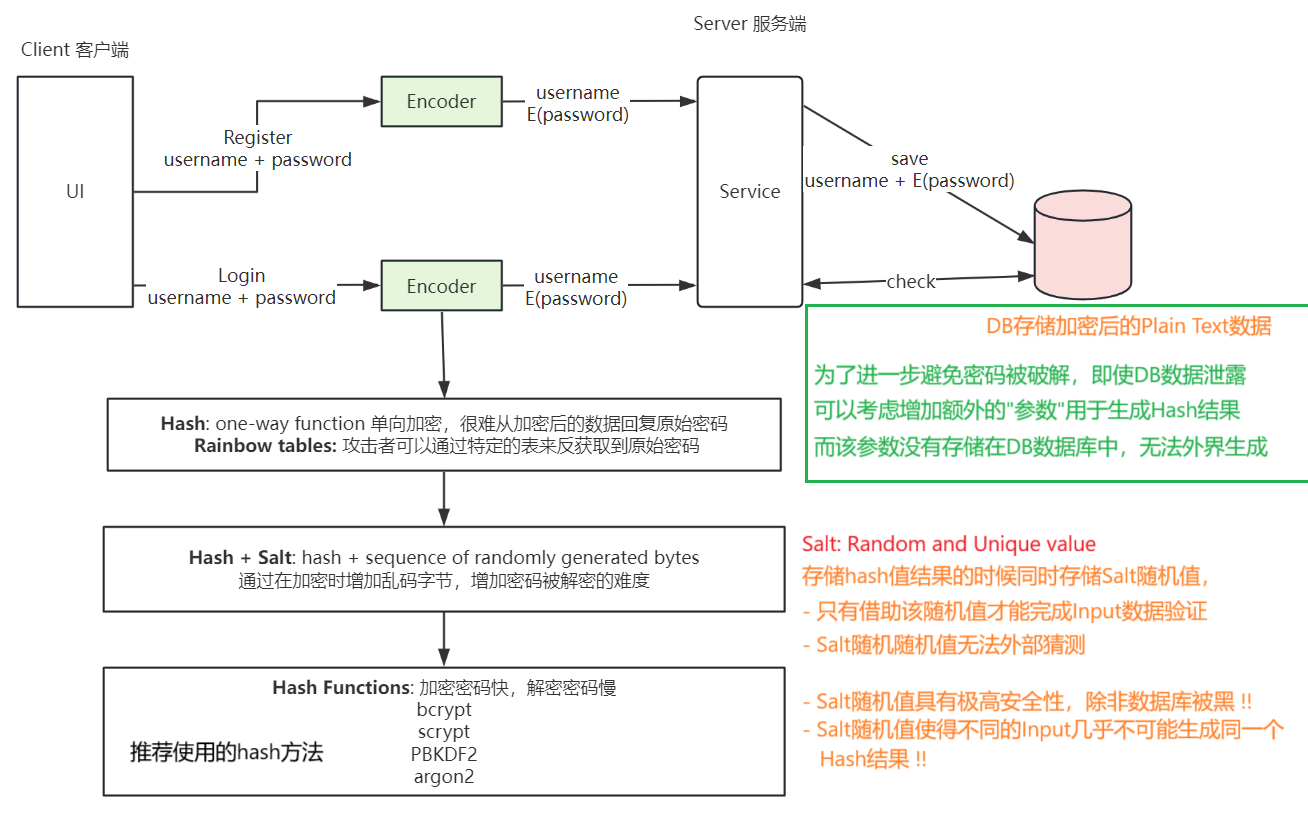 Server 服务端
Client 客户端
UI
Register
username + password
Encoder
username
E(password)
Service
save
username + E(password)
Login
username + password
Encoder
username
E(password)
check
DB存储加密后的Plain Text数据
为了进一步避免密码被破解，即使DB数据泄露
可以考虑增加额外的"参数"用于生成Hash结果
而该参数没有存储在DB数据库中，无法外界生成
Hash: one-way function 单向加密，很难从加密后的数据回复原始密码
Rainbow tables: 攻击者可以通过特定的表来反获取到原始密码
Hash + Salt: hash + sequence of randomly generated bytes
通过在加密时增加乱码字节，增加密码被解密的难度
Salt: Random and Unique value
存储hash值结果的时候同时存储Salt随机值，
- 只有借助该随机值才能完成Input数据验证
- Salt随机随机值无法外部猜测
- Salt随机值具有极高安全性，除非数据库被黑 !!
- Salt随机值使得不同的Input几乎不可能生成同一个
Hash结果 !!
Hash Functions: 加密密码快，解密密码慢
bcrypt
scrypt
PBKDF2
argon2
推荐使用的hash方法